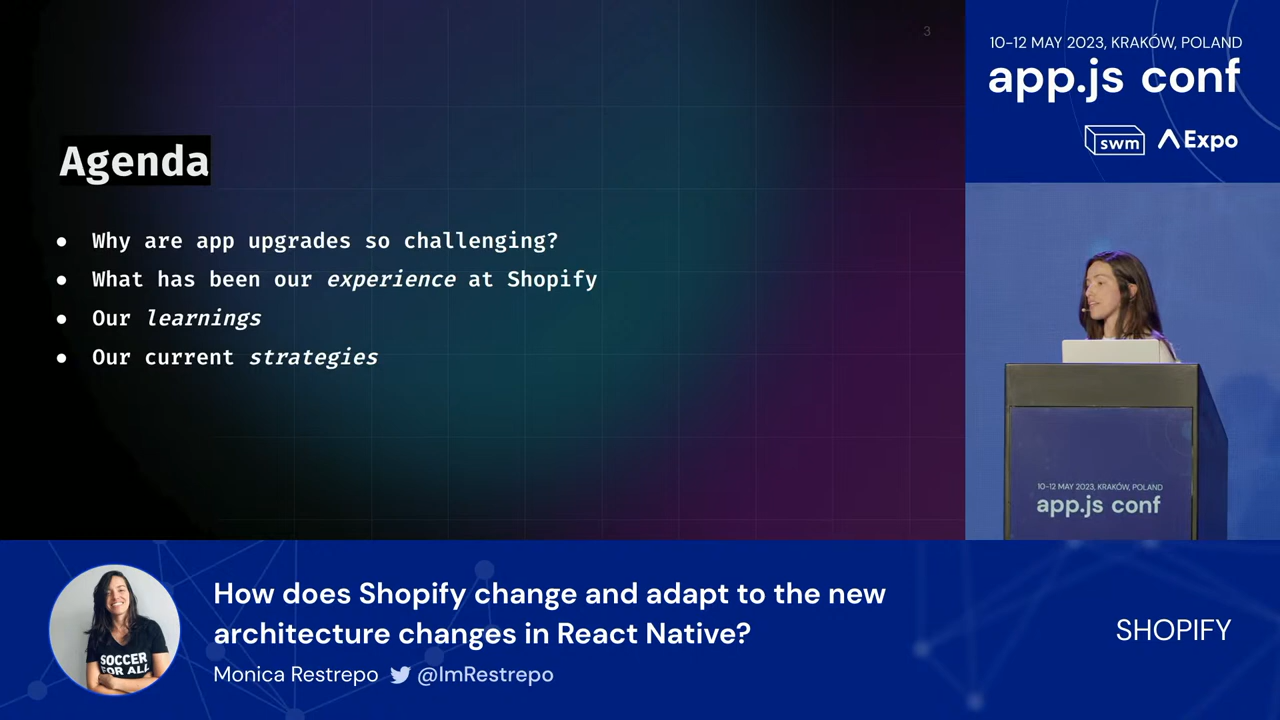 3
Agenda
● Why are app upgrades so challenging?
● What has been our experience at Shopify
● Our learnings
● Our current strategies
10-12 MAY 2023, KRAKÓW, POLAND
app.js conf
swm Expo
10-12 MAY 2023, KRAKÓW, POLAND
app.js conf
SOCCER
FOR ALL
How does Shopify change and adapt to the new
architecture changes in React Native?
Monica Restrepo @lmRestrepo
SHOPIFY